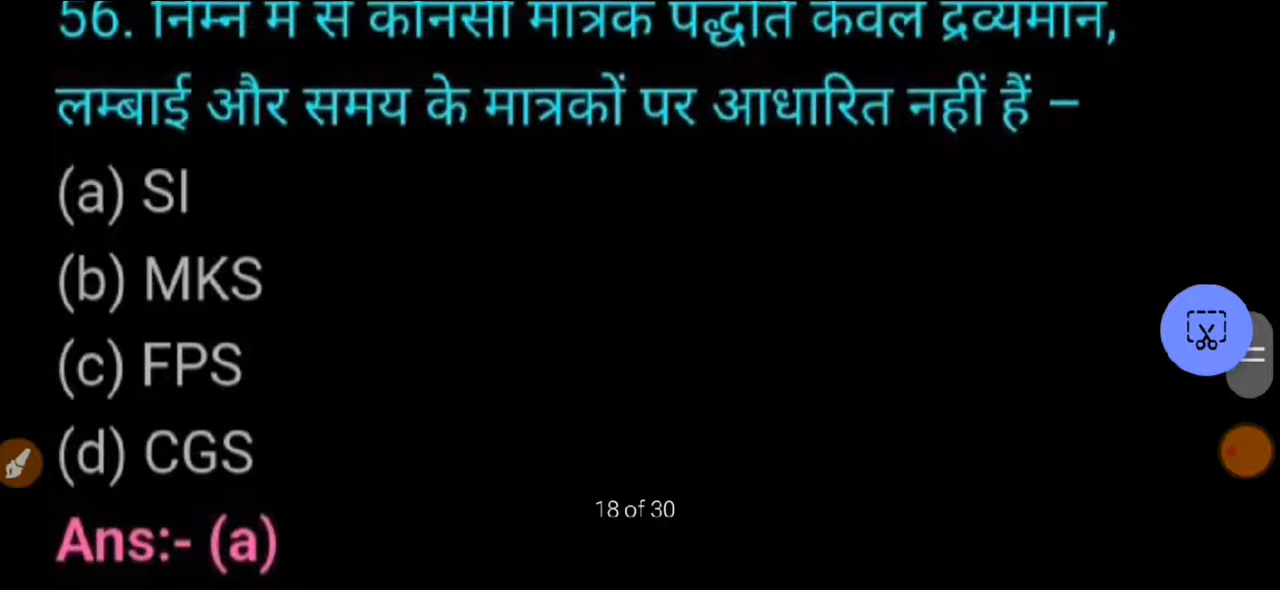 56. निम्न में से कौनसी मात्रक पद्धति केवल द्रव्यमान,
लम्बाई और समय के मात्रकों पर आधारित नहीं हैं –
(a) SI
(b) MKS
(c) FPS
(d) CGS
18 of 30
Ans:- (a)